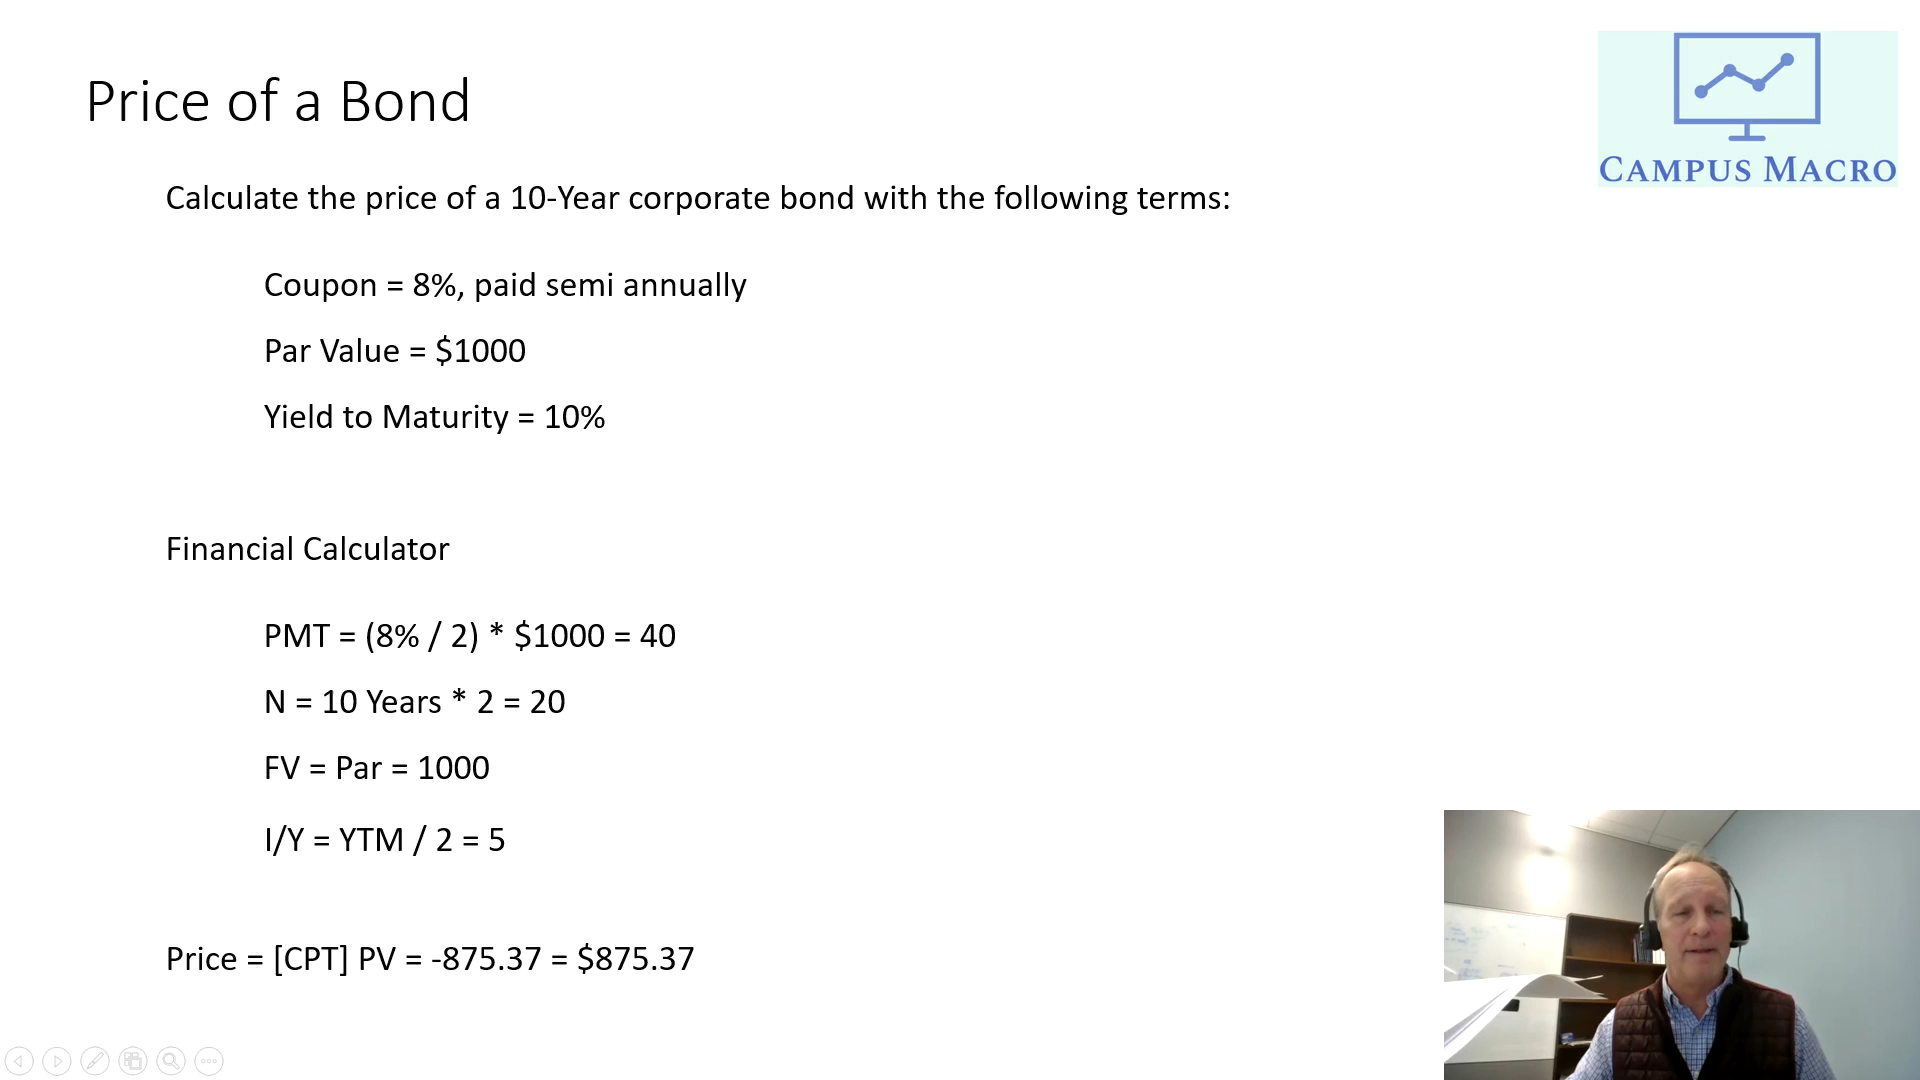 Price of a Bond
CAMPUS MACRO
Calculate the price of a 10-Year corporate bond with the following terms:
Coupon = 8%, paid semi annually
Par Value = $1000
Yield to Maturity = 10%
Financial Calculator
PMT = (8% / 2) * $1000 = 40
N = 10 Years * 2 = 20
FV = Par = 1000
I/Y = YTM / 2 = 5
Price = [CPT] PV = -875.37 = $875.37